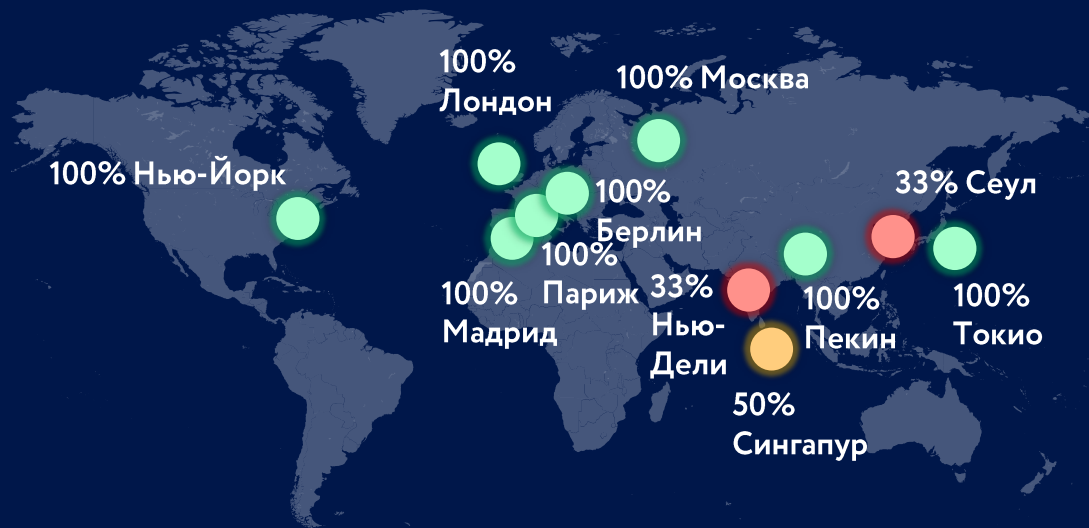 100%
Лондон
100% Москва
100% Нью-Йорк
33% Сеул
100%
Берлин
100%
Париж
100%
Мадрид
33%
Нью-
Дели
100%
Пекин
100%
Токио
50%
Сингапур